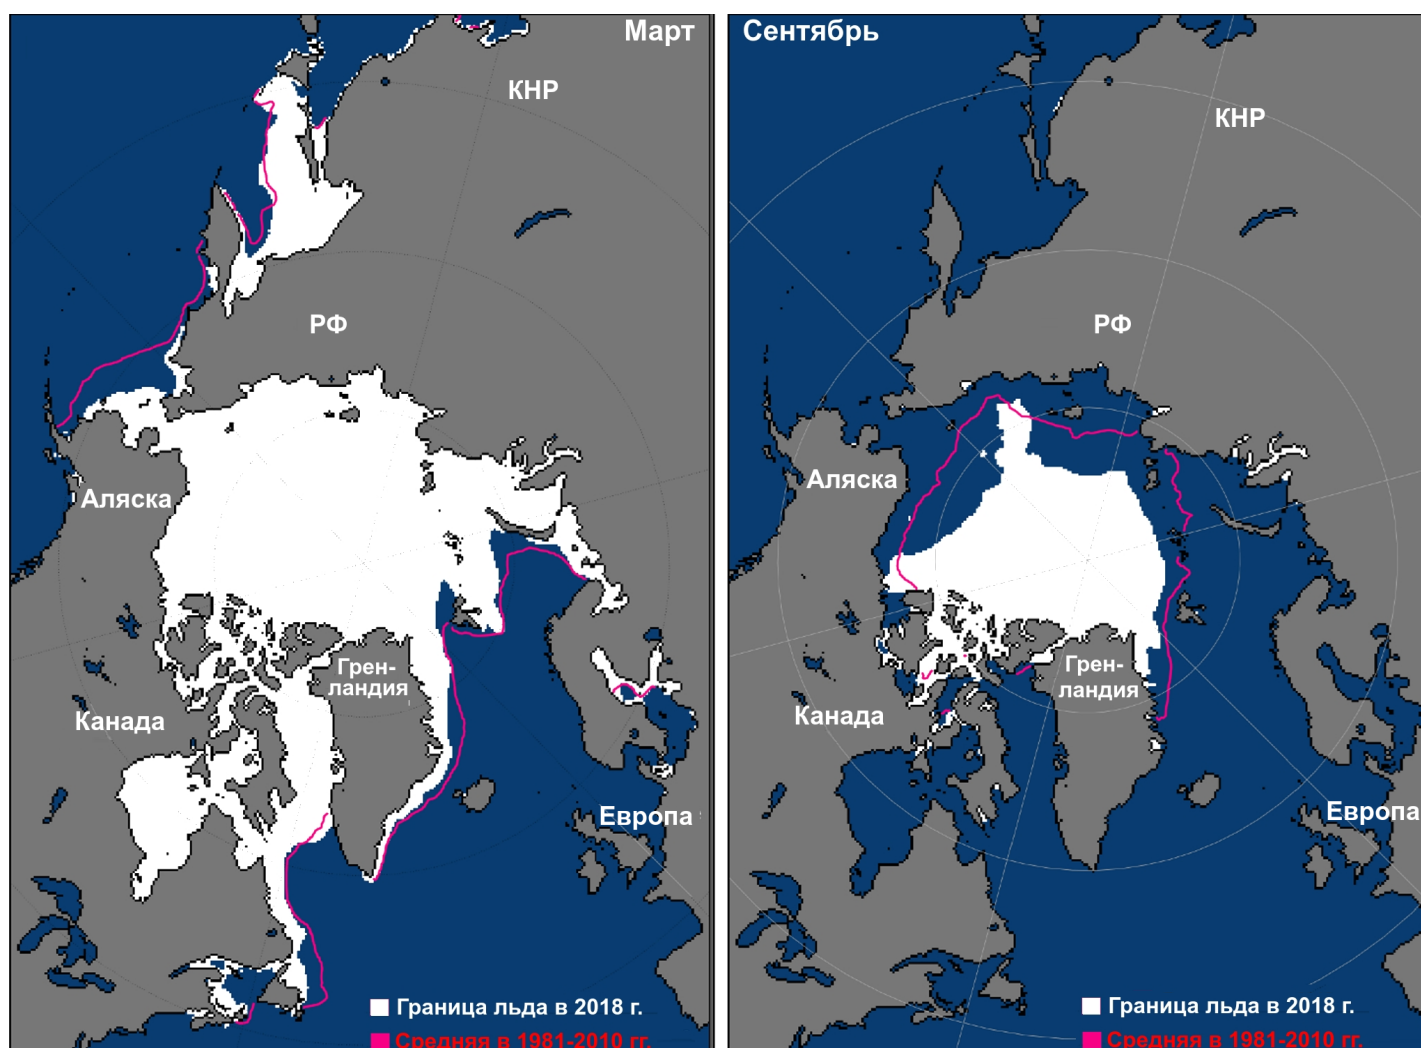 Март
КНР
РФ
Аляска
Грен-
ландия
Канада
Европа
Граница льда в 2018 г.
Средняя в 1981-2010 гг.
Сентябрь
КНР
РФ
Аляска
Грен-
ландия
Канада
Европа
Граница льда в 2018 г.
Средняя в 1981-2010 гг.